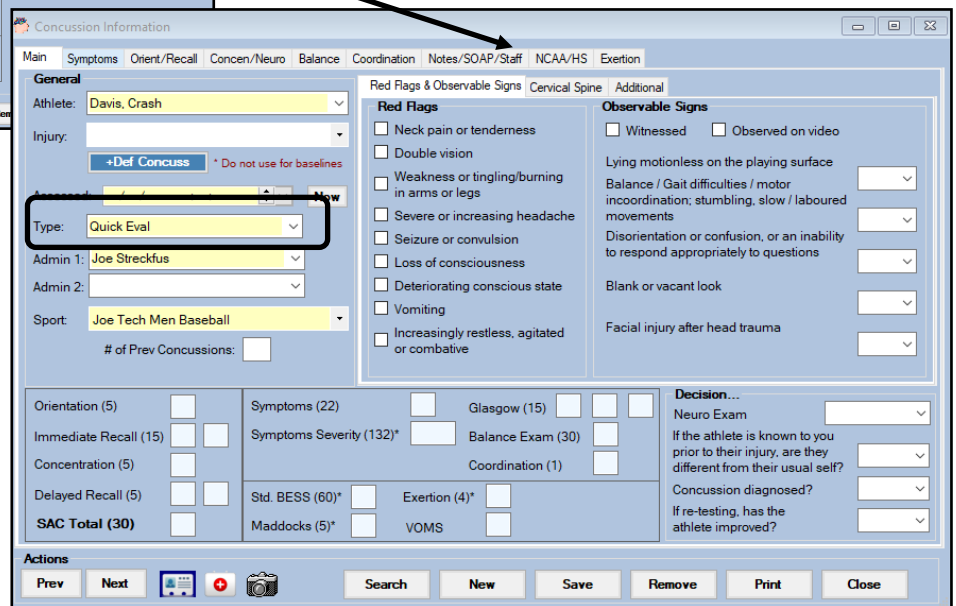 Concussion Information
Main Symptoms Orient/Recall Concen/Neuro Balance Coordination Notes/SOAP/Staff NCAA/HS Exertion
General
Athlete: Davis, Crash
Injury:
+Def Concuss * Do not use for baselines
Now
Type: Quick Eval
Admin 1: Joe Streckfus
Admin 2:
Sport: Joe Tech Men Baseball
# of Prev Concussions:
Red Flags & Observable Signs Cervical Spine Additional
Red Flags
Neck pain or tenderness
Double vision
Weakness or tingling/burning
in arms or legs
Severe or increasing headache
Seizure or convulsion
Loss of consciousness
Deteriorating conscious state
Vomiting
Increasingly restless, agitated
or combative
Observable Signs
Witnessed Observed on video
Lying motionless on the playing surface
Balance / Gait difficulties / motor
incoordination; stumbling, slow / laboured
movements
Disorientation or confusion, or an inability
to respond appropriately to questions
Blank or vacant look
Facial injury after head trauma
Orientation (5)
Immediate Recall (15)
Concentration (5)
Delayed Recall (5)
SAC Total (30)
Symptoms (22)
Symptoms Severity (132)*
Glasgow (15)
Balance Exam (30)
Coordination (1)
Std. BESS (60)* Exertion (4)*
Maddocks (5)* VOMS
Decision...
Neuro Exam
If the athlete is known to you
prior to their injury, are they
different from their usual self?
Concussion diagnosed?
If re-testing, has the
athlete improved?
Actions
Prev Next Search New Save Remove Print Close